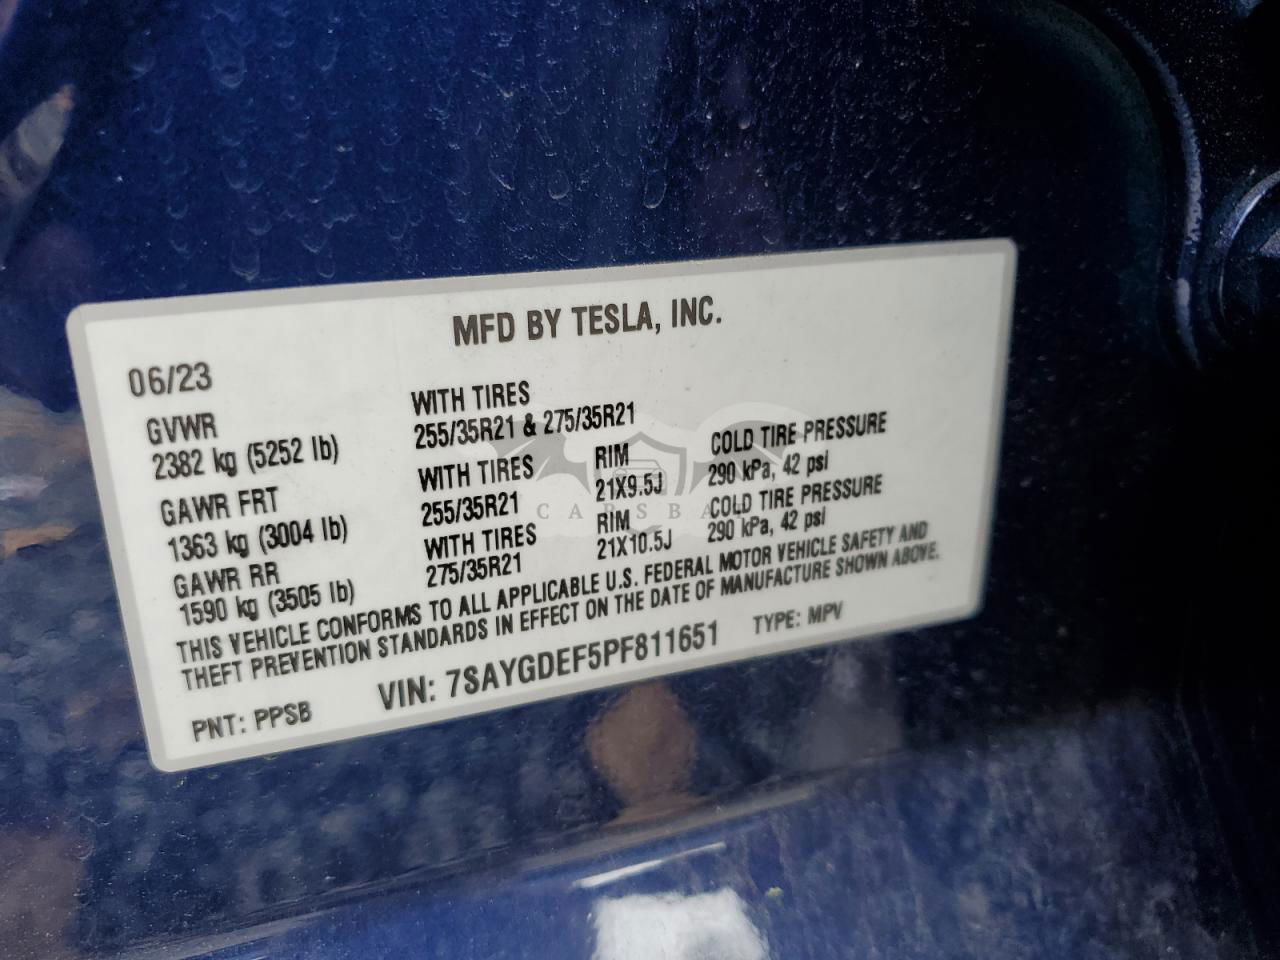 MFD BY TESLA, INC.
06/23
GVWR
2382 kg (5252 lb)
WITH TIRES
255/35R21 & 275/35R21
GAWR FRT
1363 kg (3004 lb)
WITH TIRES
255/35R21
RIM
21X9.5J
COLD TIRE PRESSURE
290 kPa, 42 psi
GAWR RR
1590 kg (3505 lb)
WITH TIRES
275/35R21
RIM
21X10.5J
COLD TIRE PRESSURE
290 kPa, 42 psi
THIS VEHICLE CONFORMS TO ALL APPLICABLE U.S. FEDERAL MOTOR VEHICLE SAFETY AND
THEFT PREVENTION STANDARDS IN EFFECT ON THE DATE OF MANUFACTURE SHOWN ABOVE.
PNT: PPSB
VIN: 7SAYGDEF5PF811651
TYPE: MPV